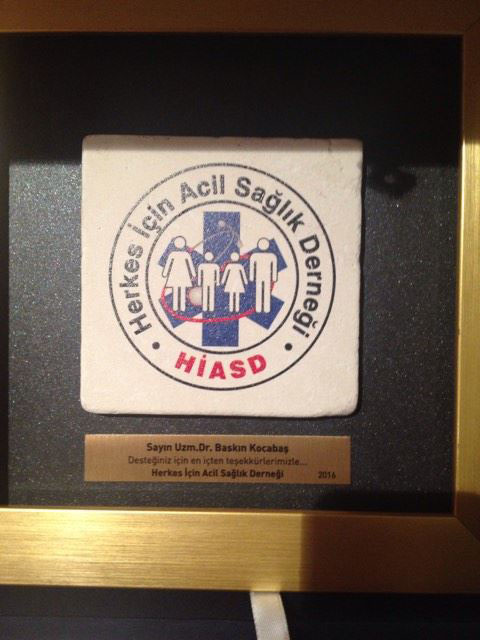 Herkes İçin Acil Sağlık Derneği
HİASD
Sayın Uzm.Dr. Baskın Kocabaş
Desteğiniz için en içten teşekkürlerimizle...
Herkes İçin Acil Sağlık Derneği 2016